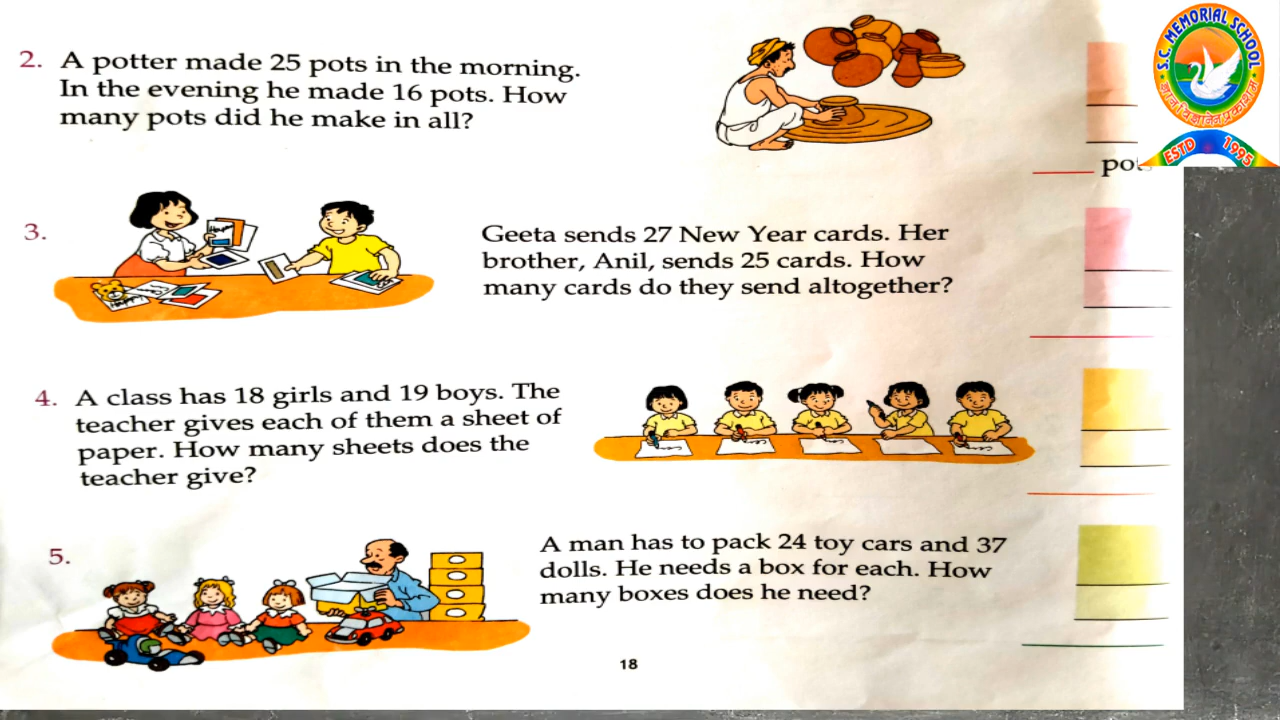 2. A potter made 25 pots in the morning.
In the evening he made 16 pots. How
many pots did he make in all?
S.C. MEMORIAL SCHOOL
ESTD 1995
3. Geeta sends 27 New Year cards. Her
brother, Anil, sends 25 cards. How
many cards do they send altogether?
4. A class has 18 girls and 19 boys. The
teacher gives each of them a sheet of
paper. How many sheets does the
teacher give?
5. A man has to pack 24 toy cars and 37
dolls. He needs a box for each. How
many boxes does he need?
18